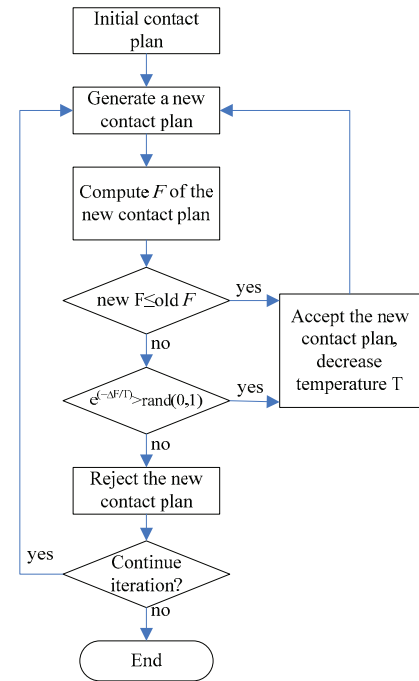 Initial contact
plan
Generate a new
contact plan
Compute F of the
new contact plan
new F≤old F
yes
Accept the new
contact plan,
decrease
temperature T
no
e^(−ΔF/T)>rand(0,1)
yes
no
Reject the new
contact plan
yes
Continue
iteration?
no
End